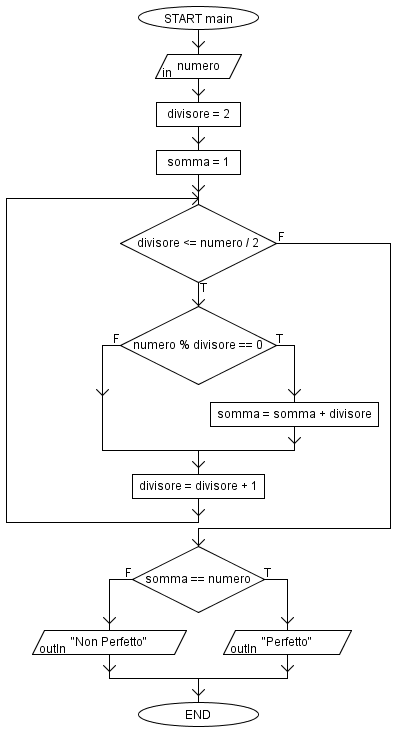 START main
numero
in
divisore = 2
somma = 1
divisore <= numero / 2
F
T
numero % divisore == 0
F
T
somma = somma + divisore
divisore = divisore + 1
somma == numero
F
T
"Non Perfetto"
outln
"Perfetto"
outln
END